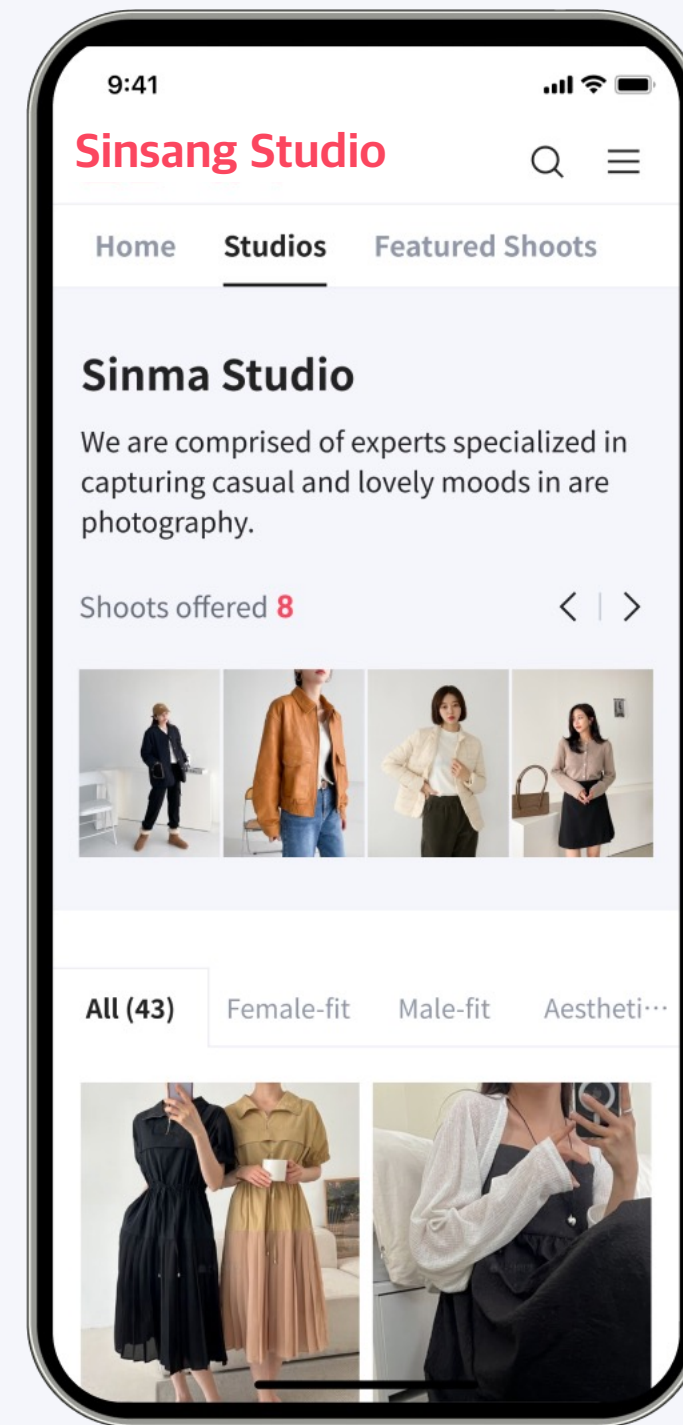 9:41
Sinsang Studio
Home Studios Featured Shoots
Sinma Studio
We are comprised of experts specialized in
capturing casual and lovely moods in are
photography.
Shoots offered 8
All (43) Female-fit Male-fit Aestheti···